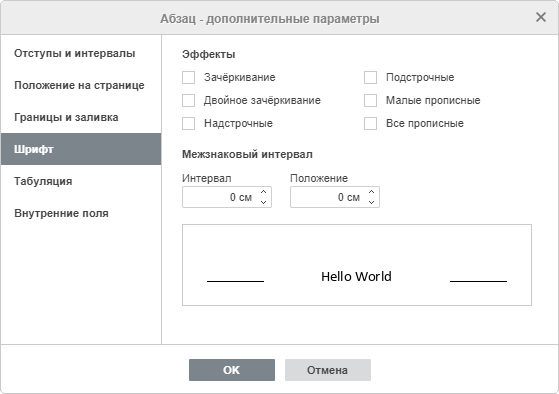 Абзац - дополнительные параметры
Отступы и интервалы
Положение на странице
Границы и заливка
Шрифт
Табуляция
Внутренние поля
Эффекты
Зачёркивание
Подстрочные
Двойное зачёркивание
Малые прописные
Надстрочные
Все прописные
Межзнаковый интервал
Интервал
Положение
0 см
0 см
Hello World
OK
Отмена